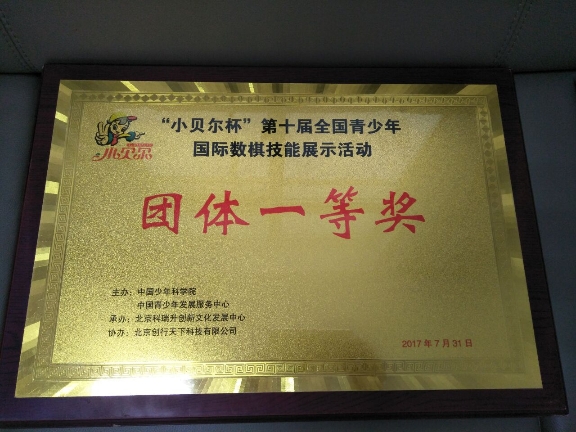 小贝尔
“小贝尔杯”第十届全国青少年
国际数棋技能展示活动
团体一等奖
主办：中国少年科学院
中国青少年发展服务中心
承办：北京科瑞升创新文化发展中心
协办：北京创行天下科技有限公司
2017年7月31日